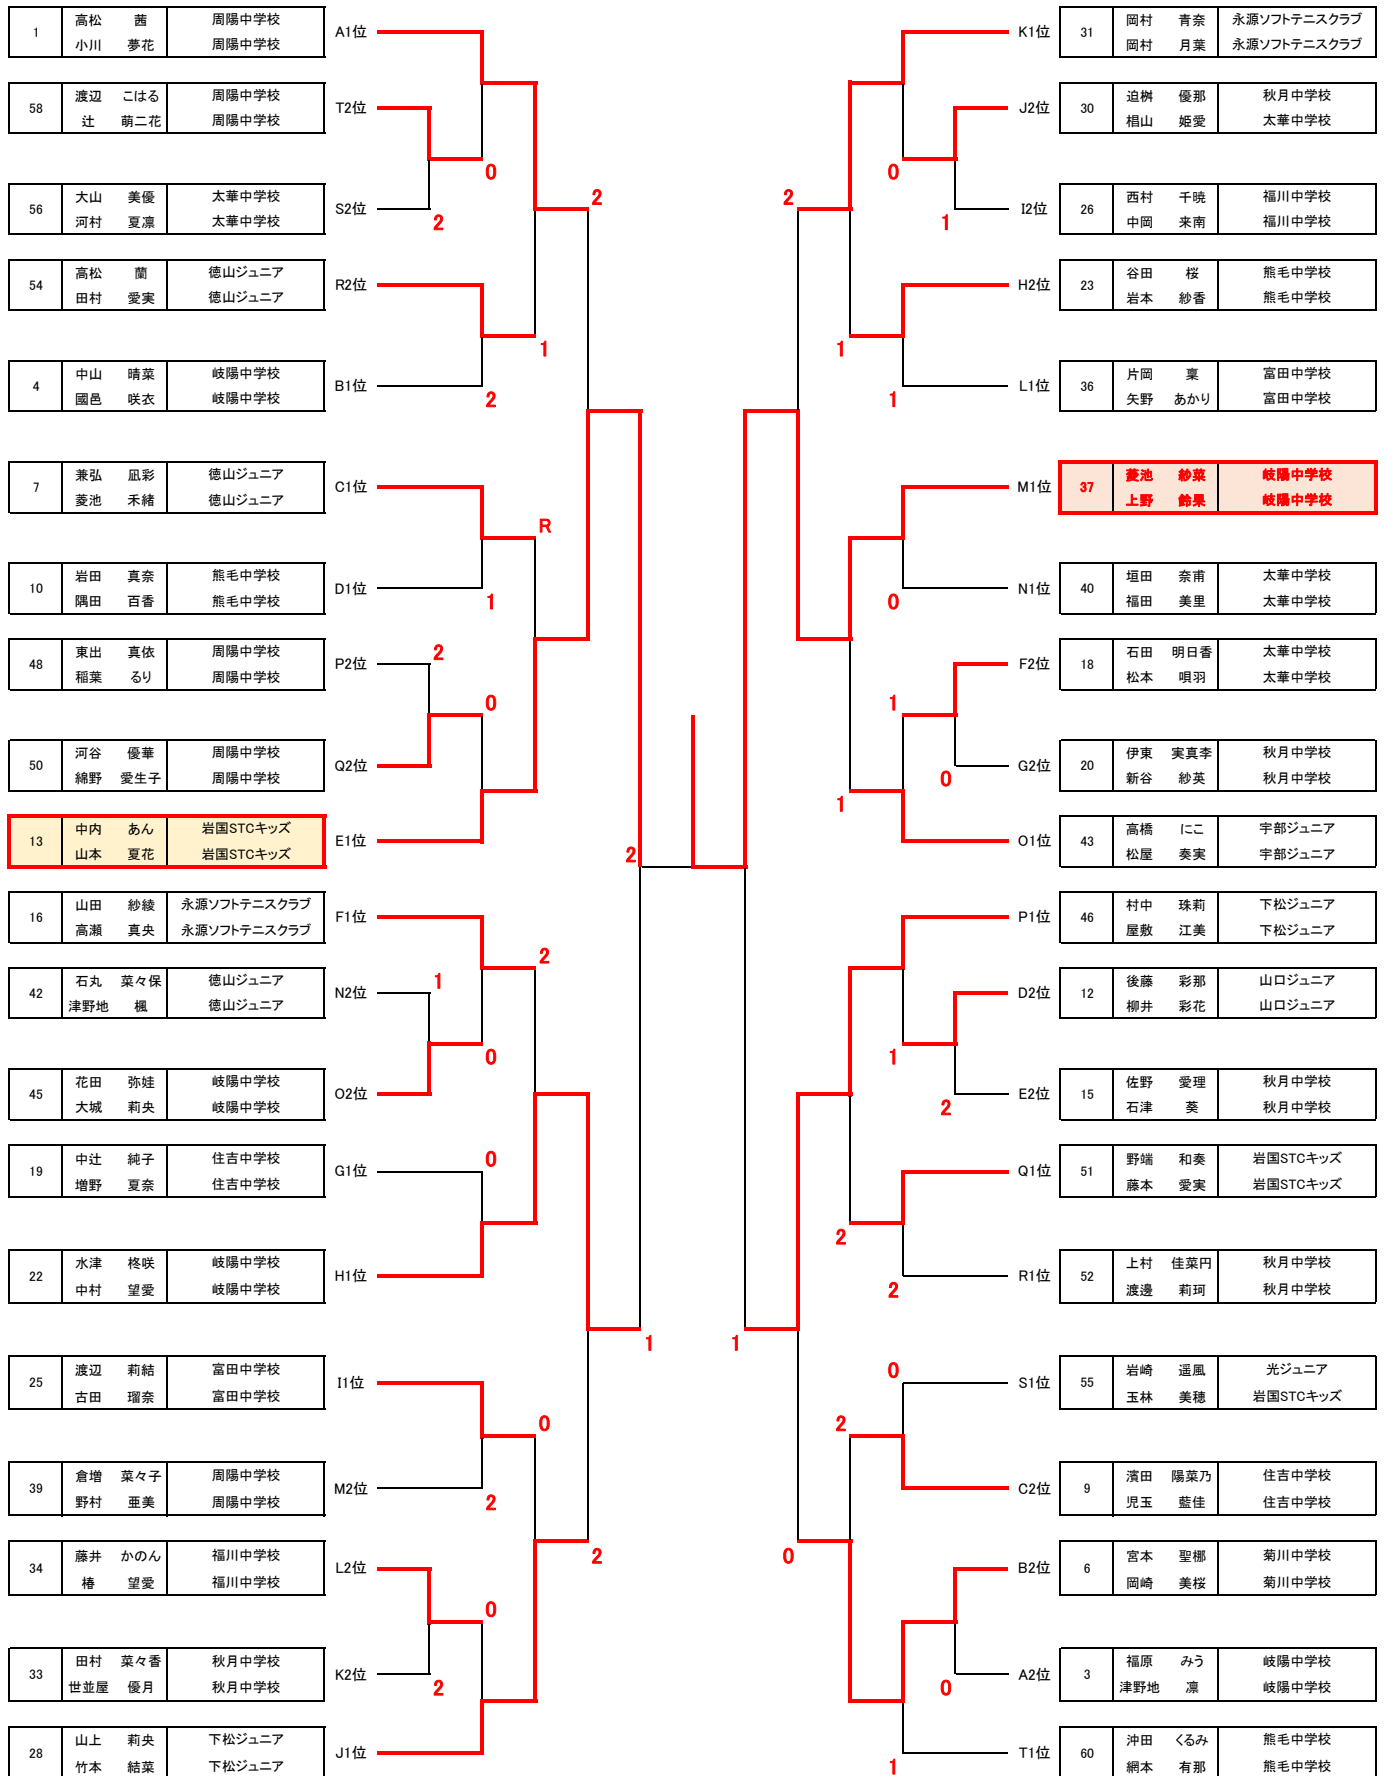 1 高松 茜 周陽中学校 A1位
小川 夢花 周陽中学校
58 渡辺 こはる 周陽中学校 T2位
辻 萌二花 周陽中学校
0
56 大山 美優 太華中学校 S2位
河村 夏凛 太華中学校
2
2
54 高松 蘭 徳山ジュニア R2位
田村 愛実 徳山ジュニア
1
4 中山 晴菜 岐陽中学校 B1位
國邑 咲衣 岐陽中学校
2
7 兼弘 凪彩 徳山ジュニア C1位
菱池 禾緒 徳山ジュニア
R
10 岩田 真奈 熊毛中学校 D1位
隅田 百香 熊毛中学校
1
48 東出 真依 周陽中学校 P2位
稲葉 るり 周陽中学校
2
0
50 河谷 優華 周陽中学校 Q2位
綿野 愛生子 周陽中学校
13 中内 あん 岩国STCキッズ E1位
山本 夏花 岩国STCキッズ
2
16 山田 紗綾 永源ソフトテニスクラブ F1位
高瀬 真央 永源ソフトテニスクラブ
2
42 石丸 菜々保 徳山ジュニア N2位
津野地 楓 徳山ジュニア
1
0
45 花田 弥娃 岐陽中学校 O2位
大城 莉央 岐陽中学校
19 中辻 純子 住吉中学校 G1位
増野 夏奈 住吉中学校
0
22 水津 柊咲 岐陽中学校 H1位
中村 望愛 岐陽中学校
1
25 渡辺 莉結 富田中学校 I1位
古田 瑠奈 富田中学校
0
39 倉増 菜々子 周陽中学校 M2位
野村 亜美 周陽中学校
2
34 藤井 かのん 福川中学校 L2位
椿 望愛 福川中学校
2
0
33 田村 菜々香 秋月中学校 K2位
世並屋 優月 秋月中学校
2
28 山上 莉央 下松ジュニア J1位
竹本 結菜 下松ジュニア
K1位 31 岡村 青奈 永源ソフトテニスクラブ
岡村 月葉 永源ソフトテニスクラブ
J2位 30 迫桝 優那 秋月中学校
椙山 姫愛 太華中学校
0
2
I2位 26 西村 千暁 福川中学校
中岡 来南 福川中学校
1
H2位 23 谷田 桜 熊毛中学校
岩本 紗香 熊毛中学校
1
L1位 36 片岡 稟 富田中学校
矢野 あかり 富田中学校
1
M1位 37 菱池 紗菜 岐陽中学校
上野 鈴果 岐陽中学校
N1位 40 垣田 奈甫 太華中学校
福田 美里 太華中学校
0
F2位 18 石田 明日香 太華中学校
松本 唄羽 太華中学校
1
G2位 20 伊東 実真李 秋月中学校
新谷 紗英 秋月中学校
0
1
O1位 43 高橋 にこ 宇部ジュニア
松屋 奏実 宇部ジュニア
P1位 46 村中 珠莉 下松ジュニア
屋敷 江美 下松ジュニア
D2位 12 後藤 彩那 山口ジュニア
柳井 彩花 山口ジュニア
1
E2位 15 佐野 愛理 秋月中学校
石津 葵 秋月中学校
2
Q1位 51 野端 和奏 岩国STCキッズ
藤本 愛実 岩国STCキッズ
2
R1位 52 上村 佳菜円 秋月中学校
渡邊 莉珂 秋月中学校
2
1
S1位 55 岩崎 遥風 光ジュニア
玉林 美穂 岩国STCキッズ
0
2
C2位 9 濱田 陽菜乃 住吉中学校
児玉 藍佳 住吉中学校
0
B2位 6 宮本 聖梛 菊川中学校
岡崎 美桜 菊川中学校
A2位 3 福原 みう 岐陽中学校
津野地 凛 岐陽中学校
0
T1位 60 沖田 くるみ 熊毛中学校
網本 有那 熊毛中学校
1